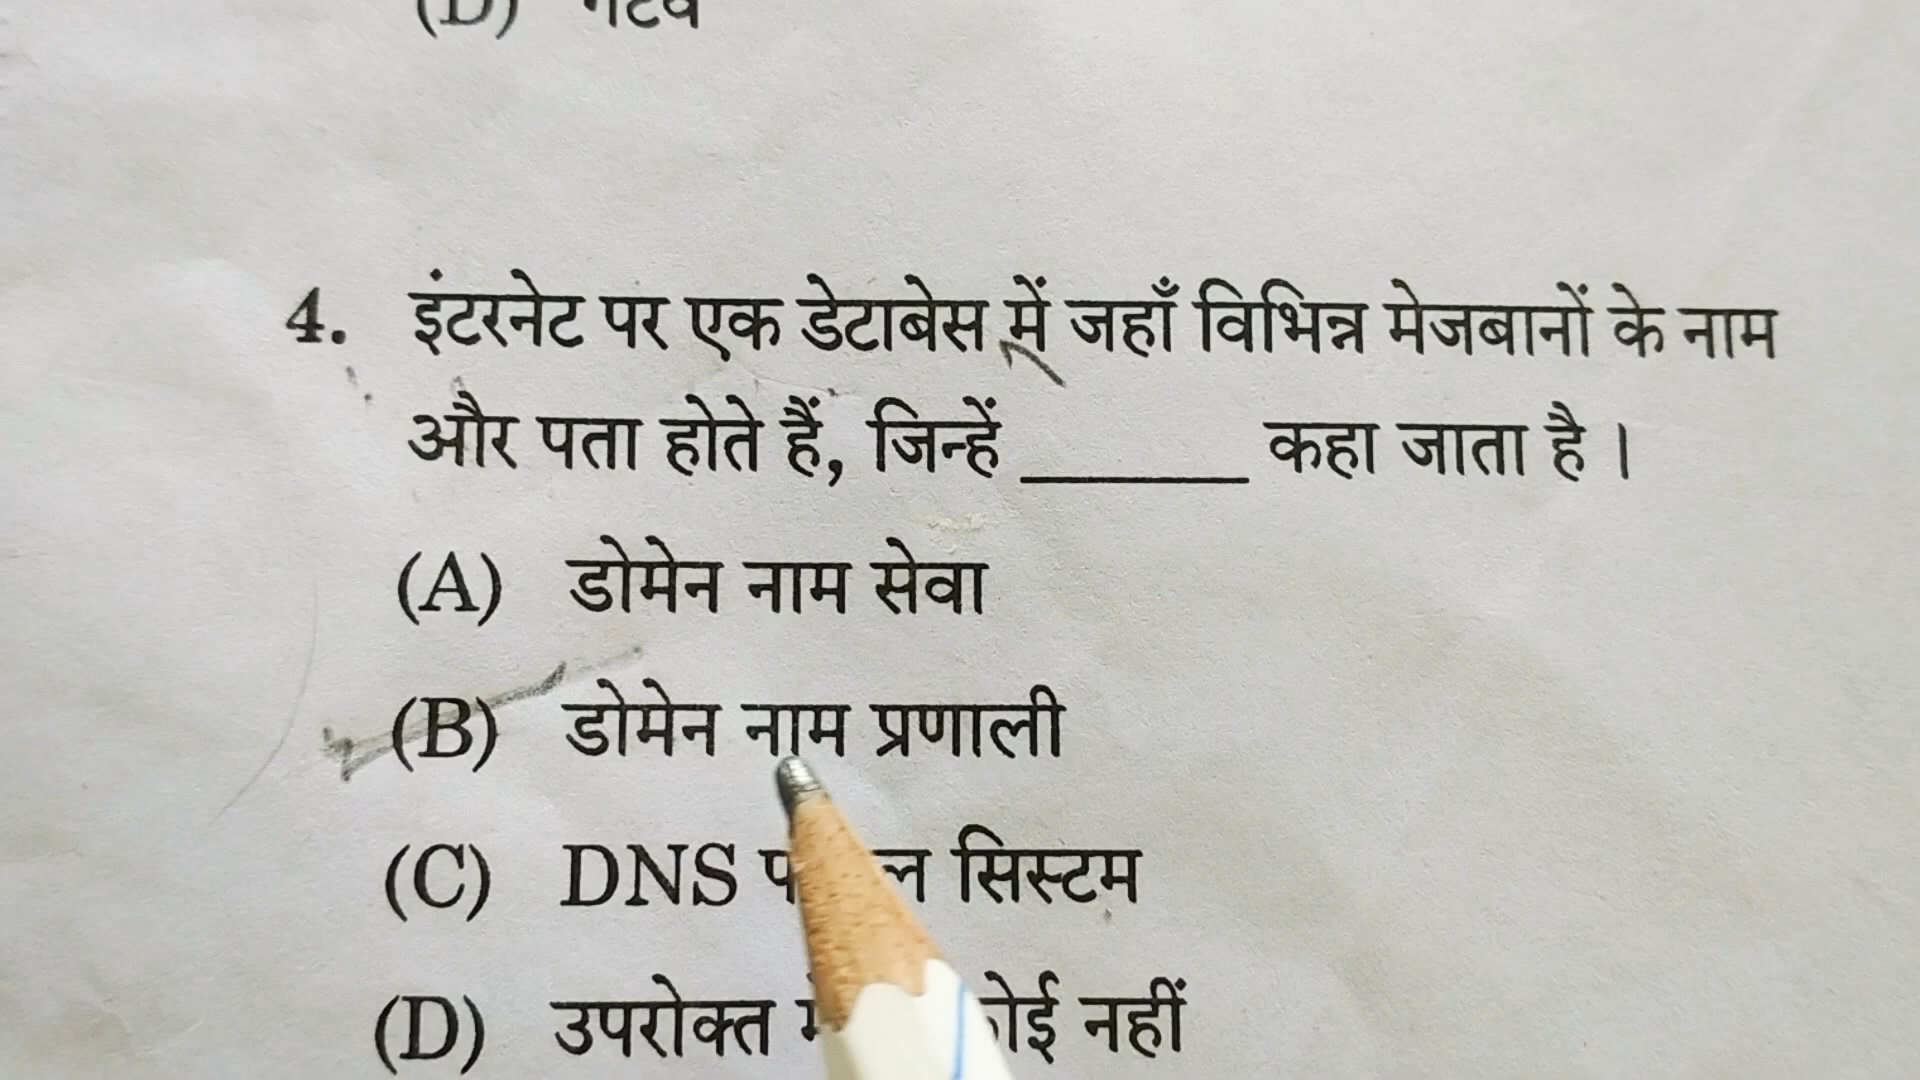 (D) गेटवे
4. इंटरनेट पर एक डेटाबेस में जहाँ विभिन्न मेजबानों के नाम
और पता होते हैं, जिन्हें ______ कहा जाता है ।
(A) डोमेन नाम सेवा
(B) डोमेन नाम प्रणाली
(C) DNS सिस्टम
(D) उपरोक्त नहीं